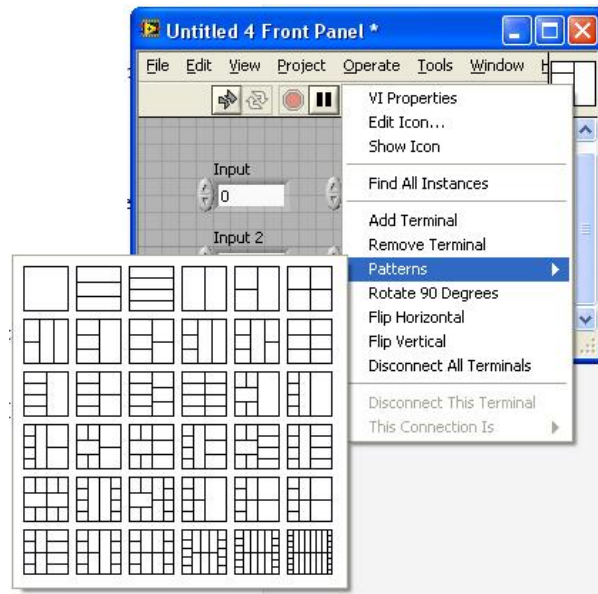 Untitled 4 Front Panel *
File Edit View Project Operate Tools Window
VI Properties
Edit Icon...
Show Icon
Find All Instances
Add Terminal
Remove Terminal
Patterns
Rotate 90 Degrees
Flip Horizontal
Flip Vertical
Disconnect All Terminals
Disconnect This Terminal
This Connection Is
Input
0
Input 2